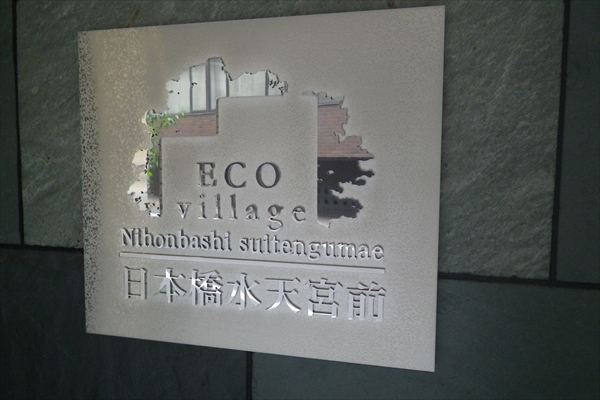 ECO
village
Nihonbashi suitengumae
日本橋水天宮前